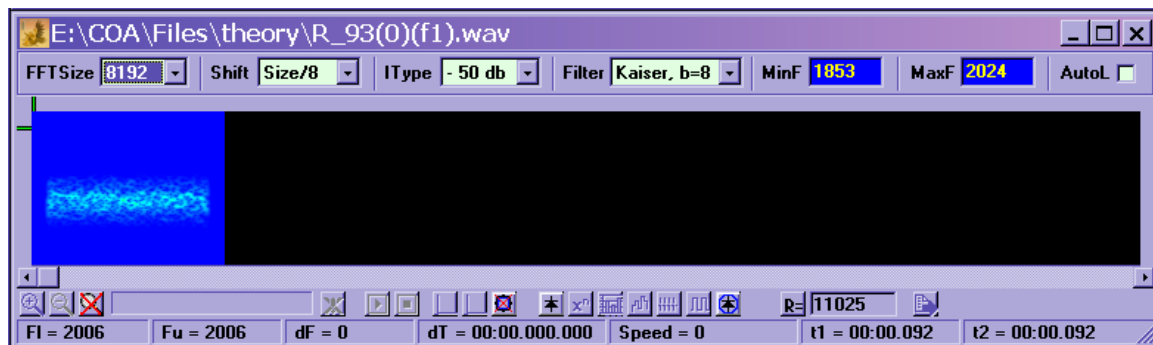 E:\COA\Files\theory\R_93(0)(f1).wav
FFTSize 8192 Shift Size/8 IType - 50 db Filter Kaiser, b=8 MinF 1853 MaxF 2024 AutoL
x^n R= 11025
Fl = 2006 Fu = 2006 dF = 0 dT = 00:00.000.000 Speed = 0 t1 = 00:00.092 t2 = 00:00.092